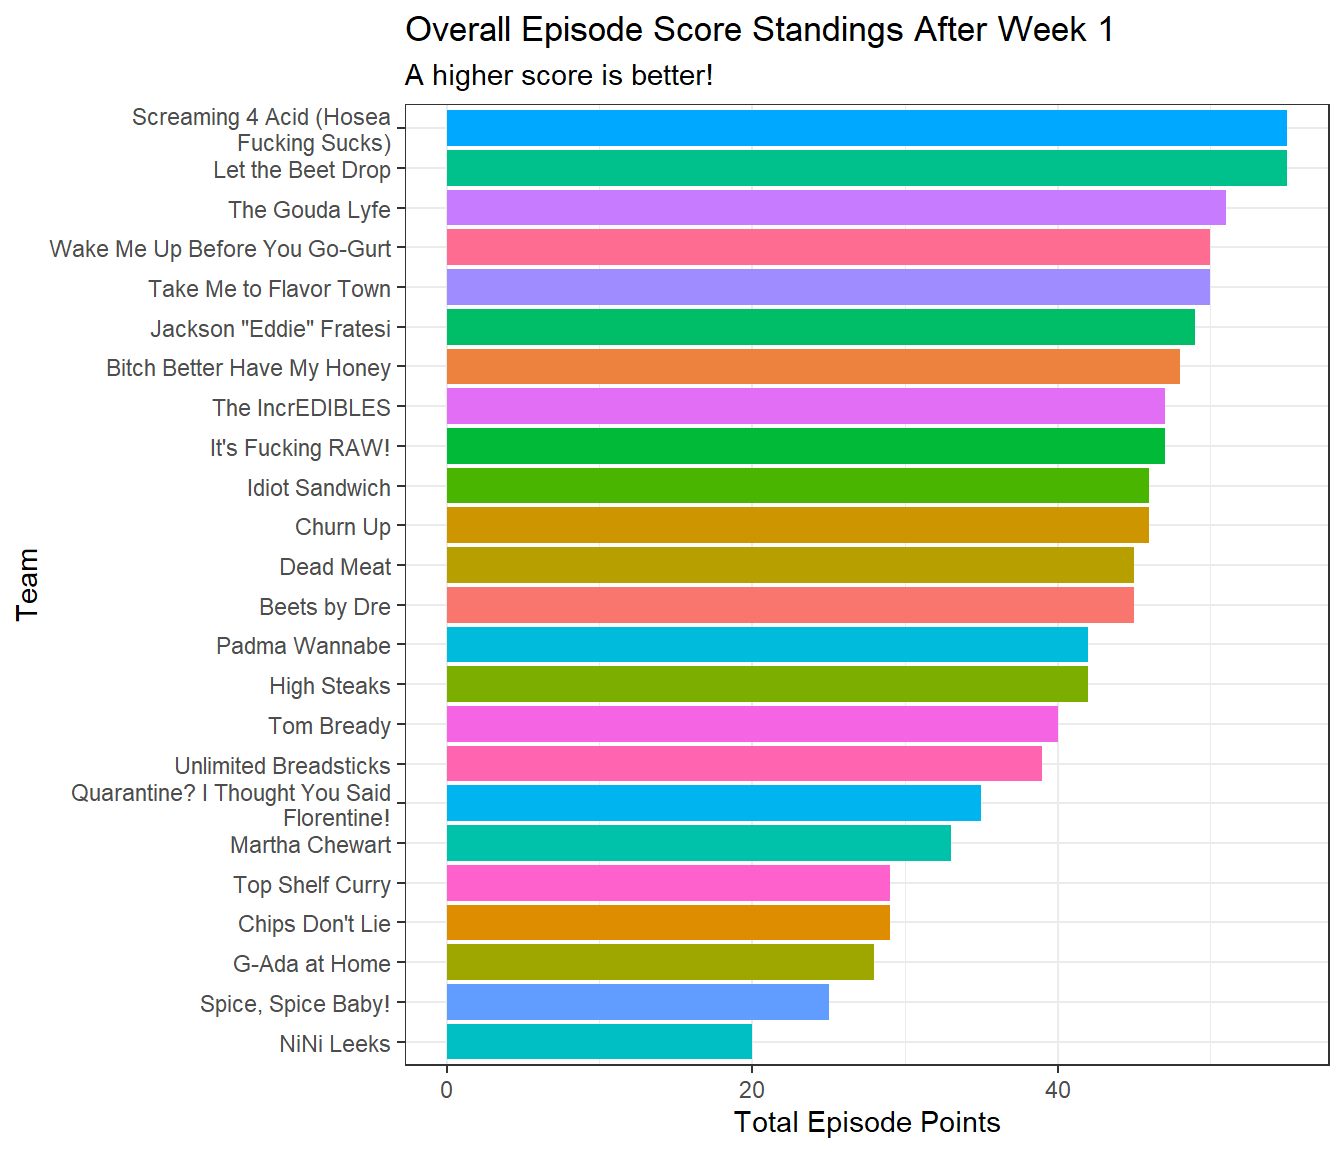 Overall Episode Score Standings After Week 1
A higher score is better!
Screaming 4 Acid (Hosea
Fucking Sucks)
Let the Beet Drop
The Gouda Lyfe
Wake Me Up Before You Go-Gurt
Take Me to Flavor Town
Jackson "Eddie" Fratesi
Bitch Better Have My Honey
The IncrEDIBLES
It's Fucking RAW!
Idiot Sandwich
Churn Up
Dead Meat
Beets by Dre
Padma Wannabe
High Steaks
Tom Bready
Unlimited Breadsticks
Quarantine? I Thought You Said
Florentine!
Martha Chewart
Top Shelf Curry
Chips Don't Lie
G-Ada at Home
Spice, Spice Baby!
NiNi Leeks
Team
0 20 40
Total Episode Points